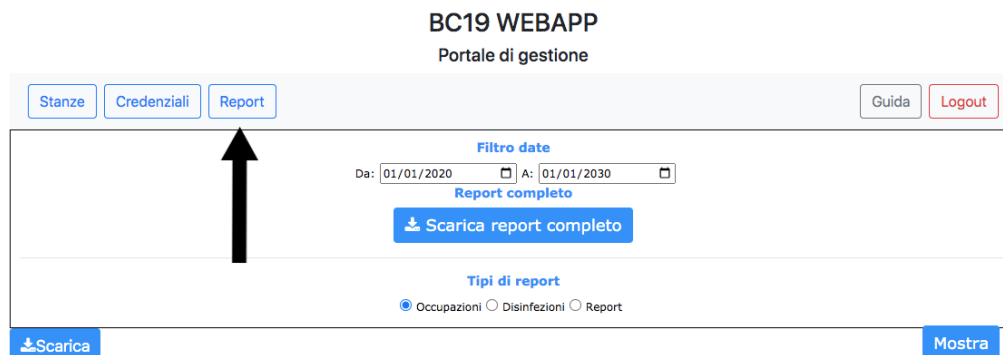 BC19 WEBAPP
Portale di gestione
Stanze Credenziali Report Guida Logout
Filtro date
Da: 01/01/2020 A: 01/01/2030
Report completo
Scarica report completo
Tipi di report
Occupazioni Disinfezioni Report
Scarica Mostra